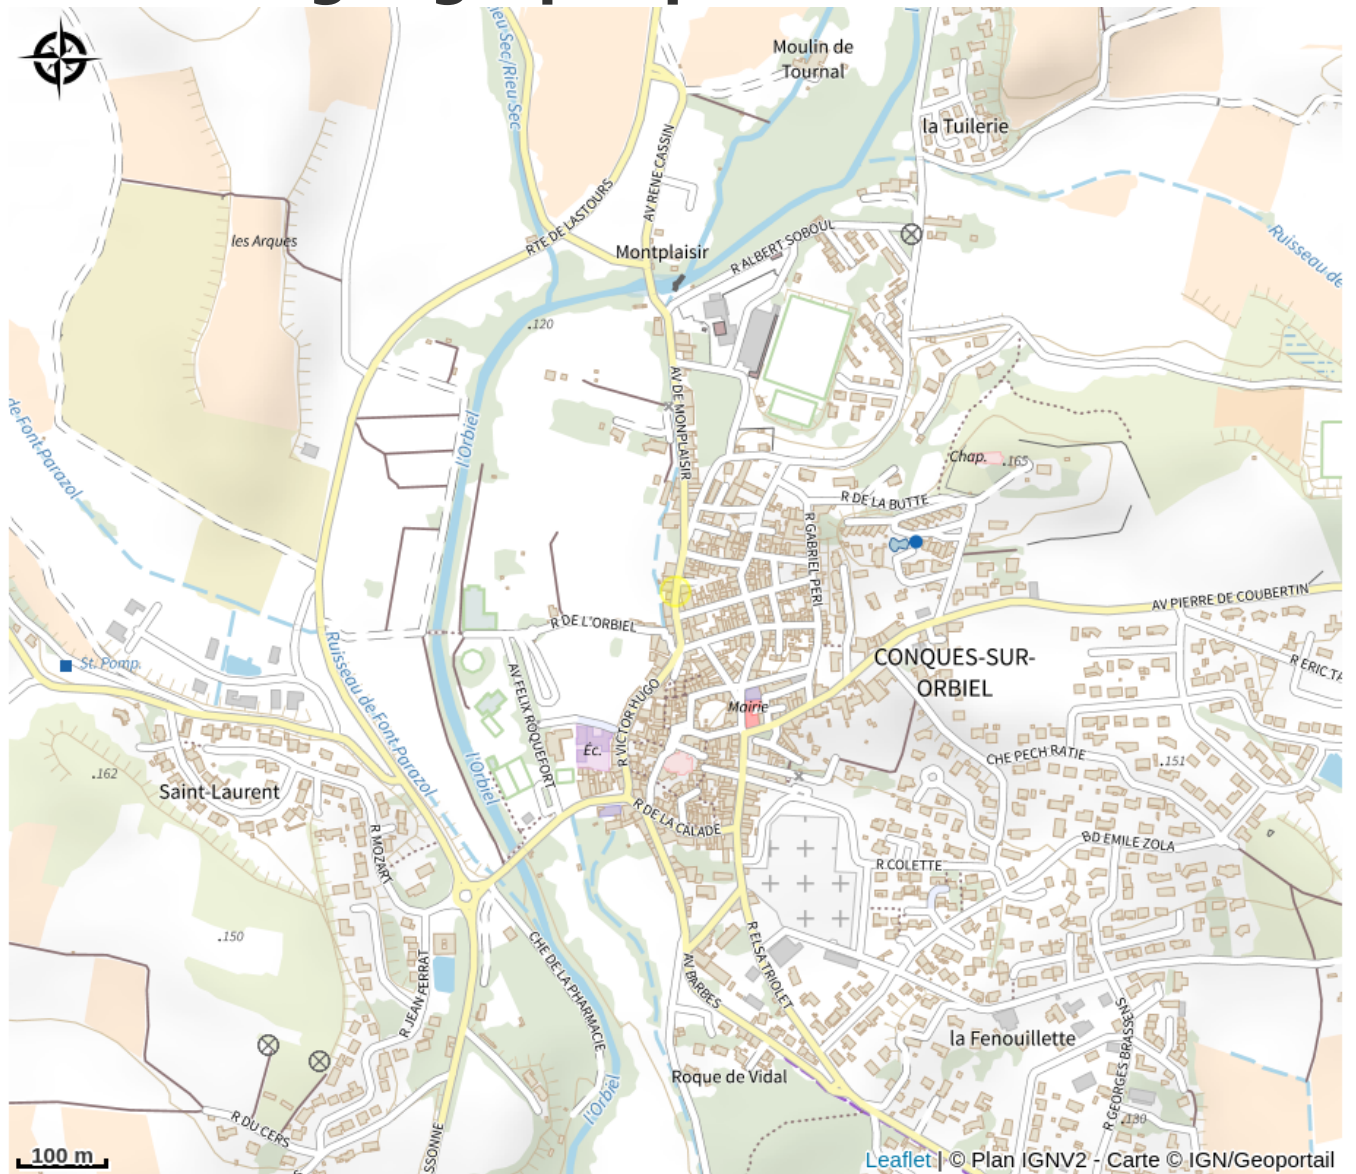 Moulin de
Tournal
la Tuilerie
ieu Sec/Rieu Sec
AV RENE CASSIN
RTE DE LASTOURS
les Arques
Montplaisir
R ALBERT SOBOUL
Ruisseau de
.120
AV DE MONPLAISIR
l'Orbiel
de Font-Parazol
Chap.
.165
R DE LA BUTTE
R GABRIEL PERI
AV PIERRE DE COUBERTIN
R DE L'ORBIEL
CONQUES-SUR-
ORBIEL
St. Pomp.
R ERIC TA
Ruisseau de Font-Parazol
AV FELIX ROQUEFORT
R VICTOR HUGO
Mairie
Éc.
CHE PECH RATIE
.151
.162
Saint-Laurent
l'Orbiel
R DE LA CALADE
R MOZART
BD EMILE ZOLA
R COLETTE
.150
R ELSA TRIOLET
AV BARBES
CHE DE LA PHARMACIE
R JEAN FERRAT
la Fenouillette
R GEORGES BRASSENS
Roque de Vidal
l'Orbiel
.130
R DU CERS
SSONNE
100 m
Leaflet | © Plan IGNV2 - Carte © IGN/Geoportail